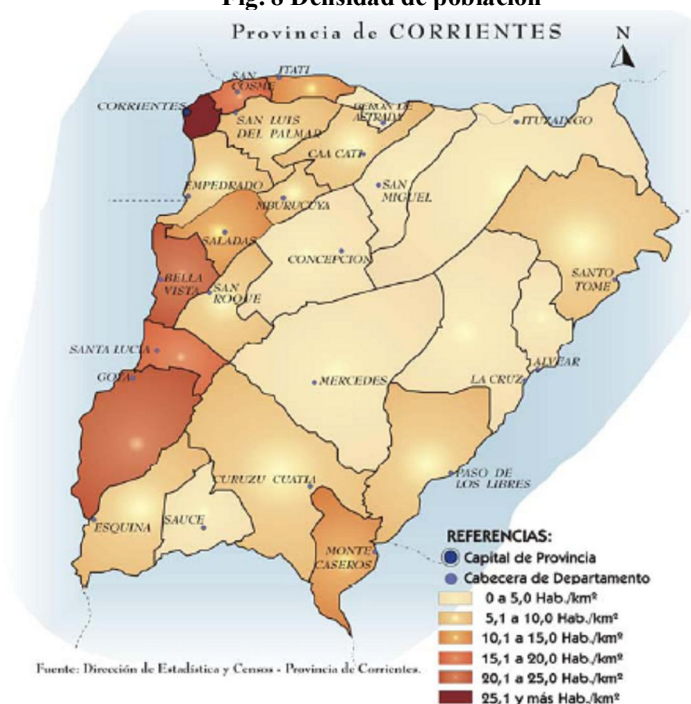 Fig. 8 Densidad de población
Provincia de CORRIENTES
N
ITATI
SAN
COSME
CORRIENTES
BERON DE
ASTRADA
SAN LUIS
DEL PALMAR
ITUZAINGO
CAA CATI
EMPEDRADO
SAN
MIGUEL
MBURUCUYA
SALADAS
CONCEPCION
SANTO
TOME
BELLA
VISTA
SAN
ROQUE
SANTA LUCIA
ALVEAR
GOYA
MERCEDES
LA CRUZ
CURUZU CUATIA
PASO DE
LOS LIBRES
ESQUINA
SAUCE
MONTE
CASEROS
REFERENCIAS:
Capital de Provincia
Cabecera de Departamento
0 a 5,0 Hab./km²
5,1 a 10,0 Hab./km²
10,1 a 15,0 Hab./km²
15,1 a 20,0 Hab./km²
20,1 a 25,0 Hab./km²
25,1 y más Hab./km²
Fuente: Dirección de Estadística y Censos - Provincia de Corrientes.